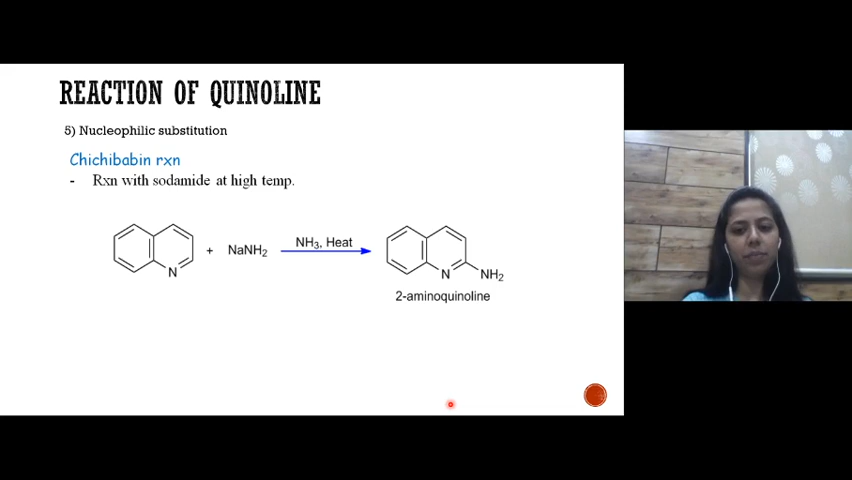 REACTION OF QUINOLINE
5) Nucleophilic substitution
Chichibabin rxn
- Rxn with sodamide at high temp.
N + NaNH2 NH3, Heat N NH2
2-aminoquinoline